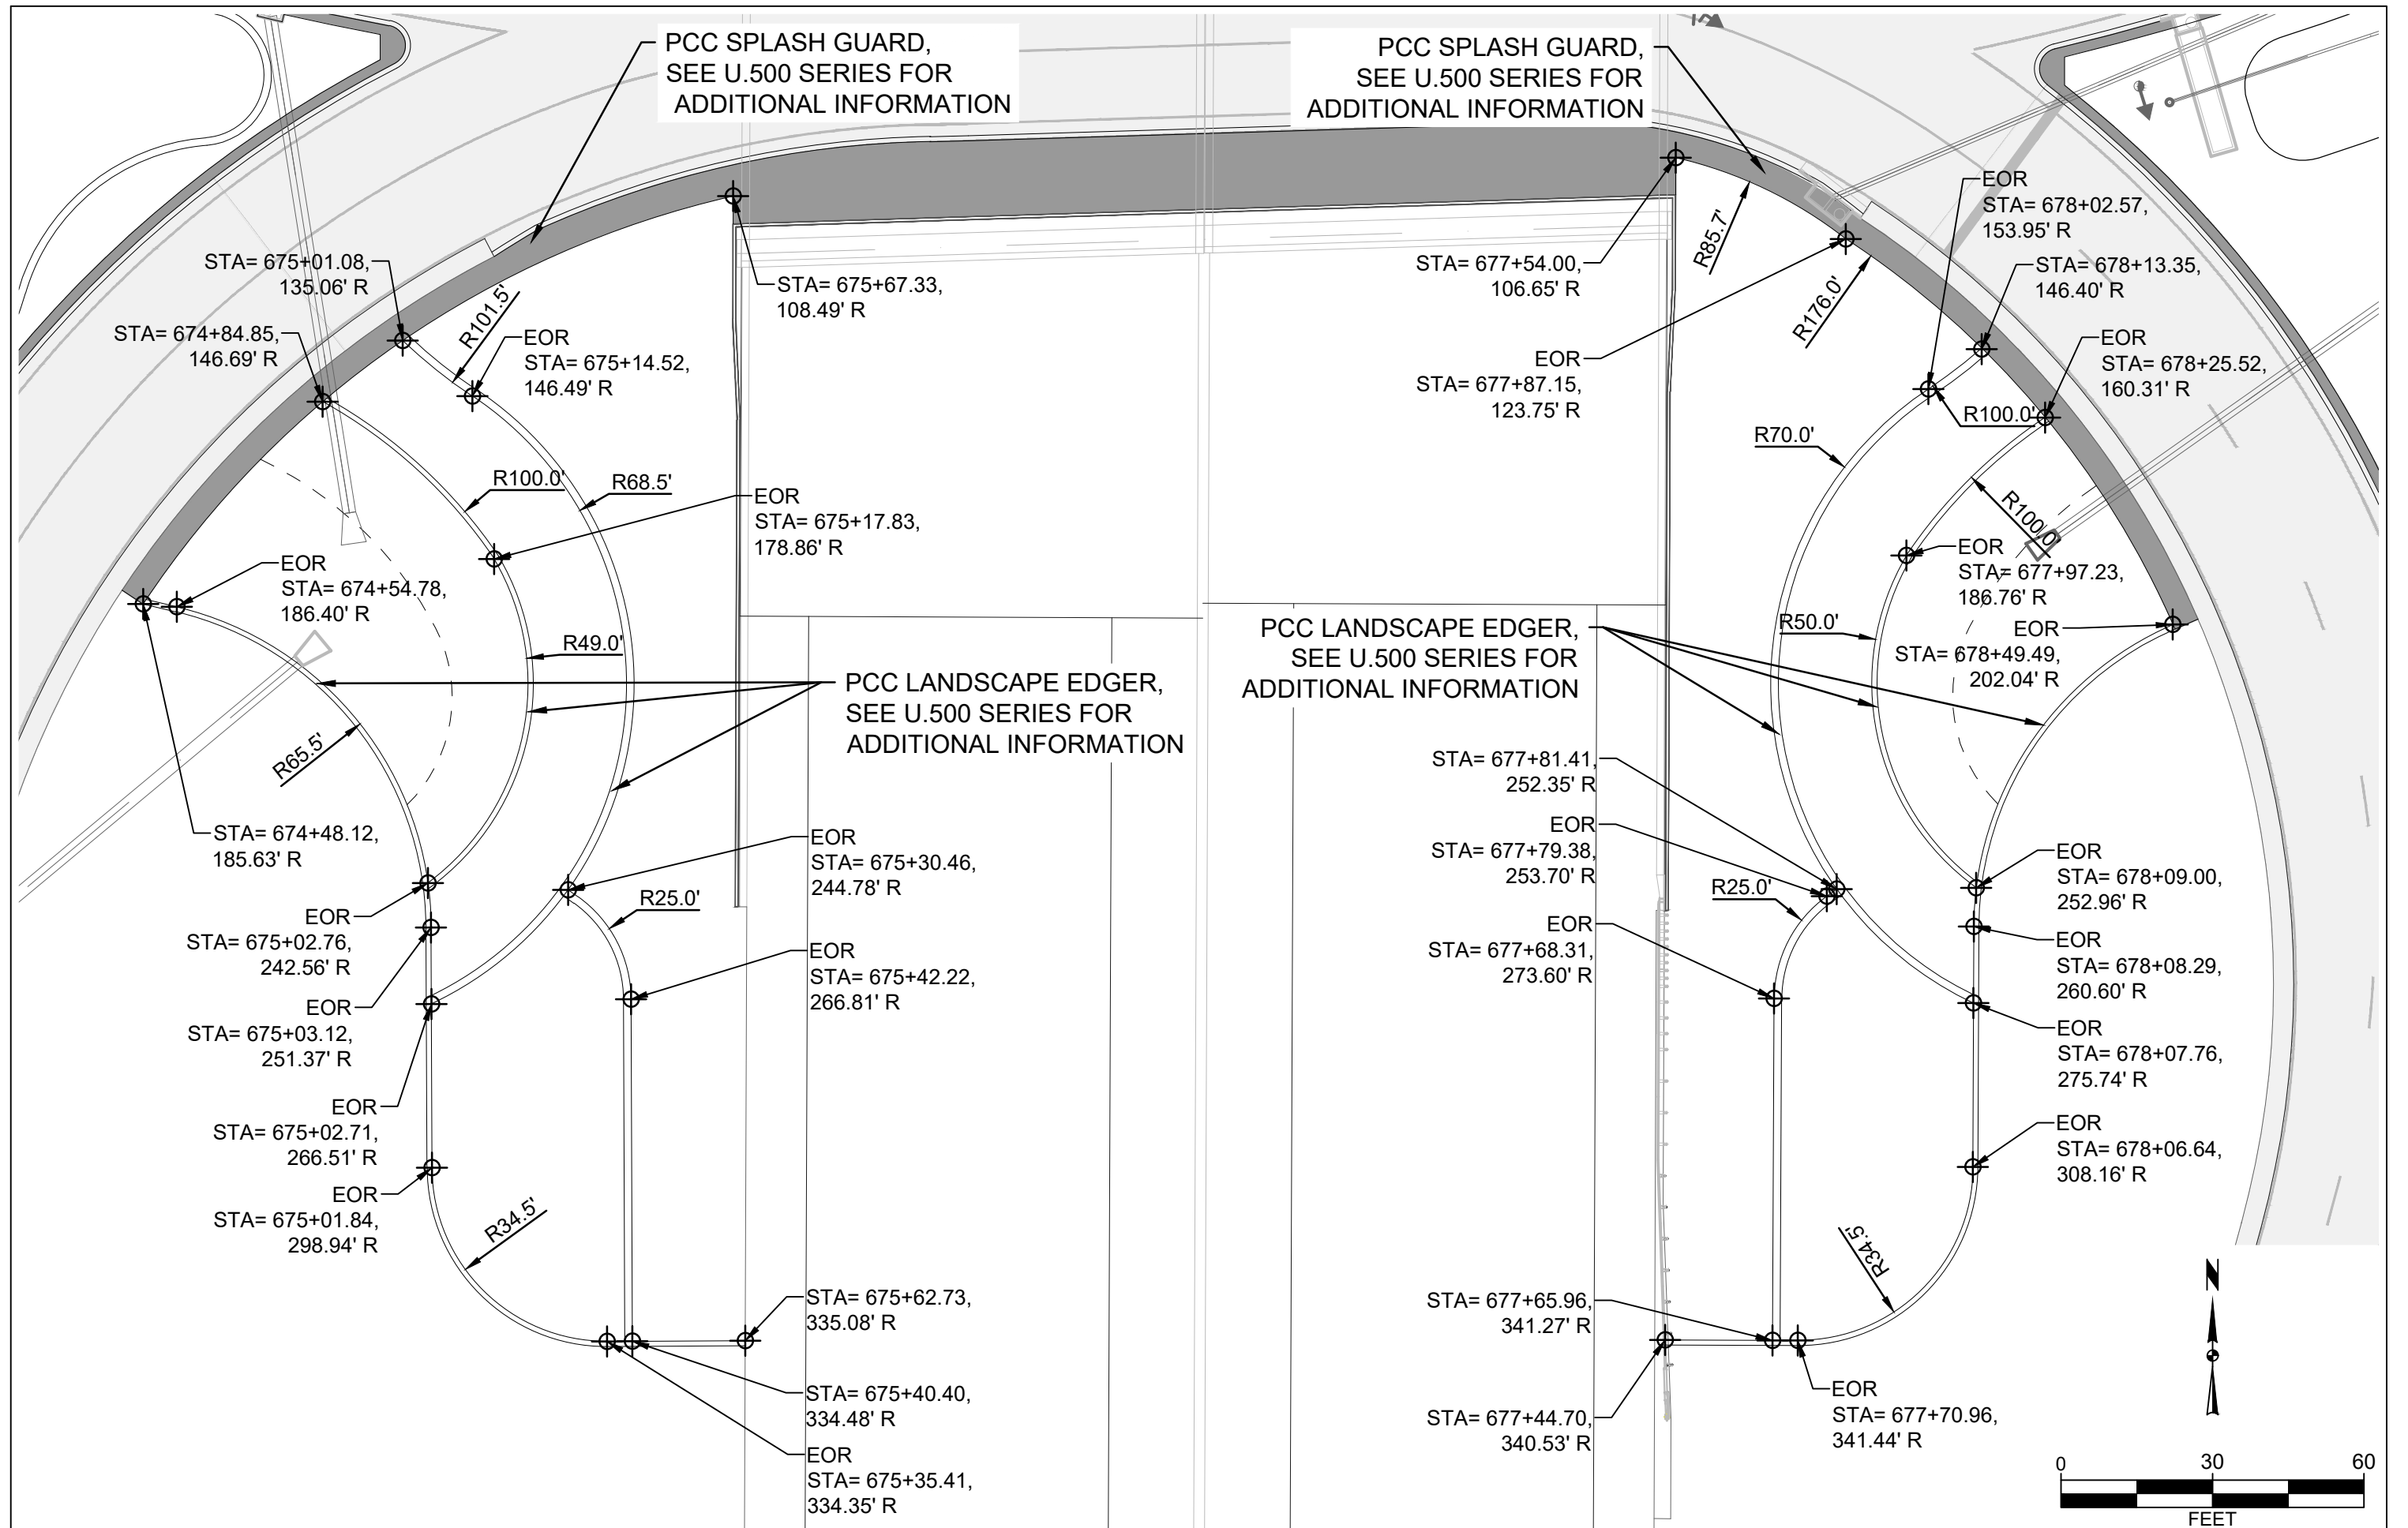 PCC SPLASH GUARD,
SEE U.500 SERIES FOR
ADDITIONAL INFORMATION
PCC SPLASH GUARD,
SEE U.500 SERIES FOR
ADDITIONAL INFORMATION
STA= 675+01.08,
135.06' R
STA= 674+84.85,
146.69' R
R101.5'
EOR
STA= 675+14.52,
146.49' R
STA= 675+67.33,
108.49' R
R100.0'
R68.5'
EOR
STA= 675+17.83,
178.86' R
EOR
STA= 674+54.78,
186.40' R
R49.0'
PCC LANDSCAPE EDGER,
SEE U.500 SERIES FOR
ADDITIONAL INFORMATION
R65.5'
STA= 674+48.12,
185.63' R
EOR
STA= 675+30.46,
244.78' R
R25.0'
EOR
STA= 675+02.76,
242.56' R
EOR
STA= 675+42.22,
266.81' R
EOR
STA= 675+03.12,
251.37' R
EOR
STA= 675+02.71,
266.51' R
EOR
STA= 675+01.84,
298.94' R
R34.5'
STA= 675+62.73,
335.08' R
STA= 675+40.40,
334.48' R
EOR
STA= 675+35.41,
334.35' R
R85.7'
STA= 677+54.00,
106.65' R
R176.0'
EOR
STA= 677+87.15,
123.75' R
EOR
STA= 678+02.57,
153.95' R
STA= 678+13.35,
146.40' R
EOR
STA= 678+25.52,
160.31' R
R100.0'
R70.0'
R100.0'
EOR
STA= 677+97.23,
186.76' R
R50.0'
EOR
STA= 678+49.49,
202.04' R
PCC LANDSCAPE EDGER,
SEE U.500 SERIES FOR
ADDITIONAL INFORMATION
STA= 677+81.41,
252.35' R
EOR
STA= 677+79.38,
253.70' R
R25.0'
EOR
STA= 677+68.31,
273.60' R
EOR
STA= 678+09.00,
252.96' R
EOR
STA= 678+08.29,
260.60' R
EOR
STA= 678+07.76,
275.74' R
EOR
STA= 678+06.64,
308.16' R
R34.5'
STA= 677+65.96,
341.27' R
STA= 677+44.70,
340.53' R
EOR
STA= 677+70.96,
341.44' R
N
0 30 60
FEET